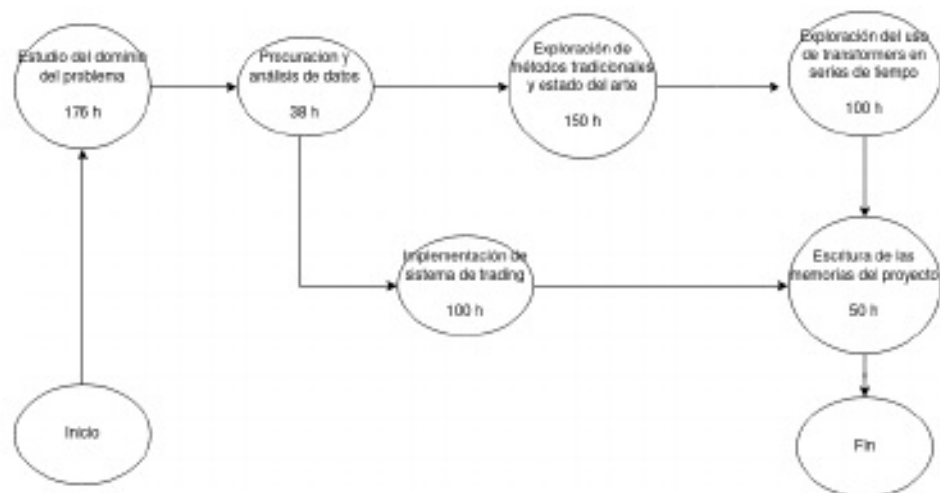 Estudio del dominio
del problema
176 h
Procuracion y
análisis de datos
38 h
Exploración de
métodos tradicionales
y estado del arte
150 h
Exploración del uso
de transformers en
series de tiempo
100 h
Implementación de
sistema de trading
100 h
Escritura de las
memorias del proyecto
50 h
Inicio
Fin